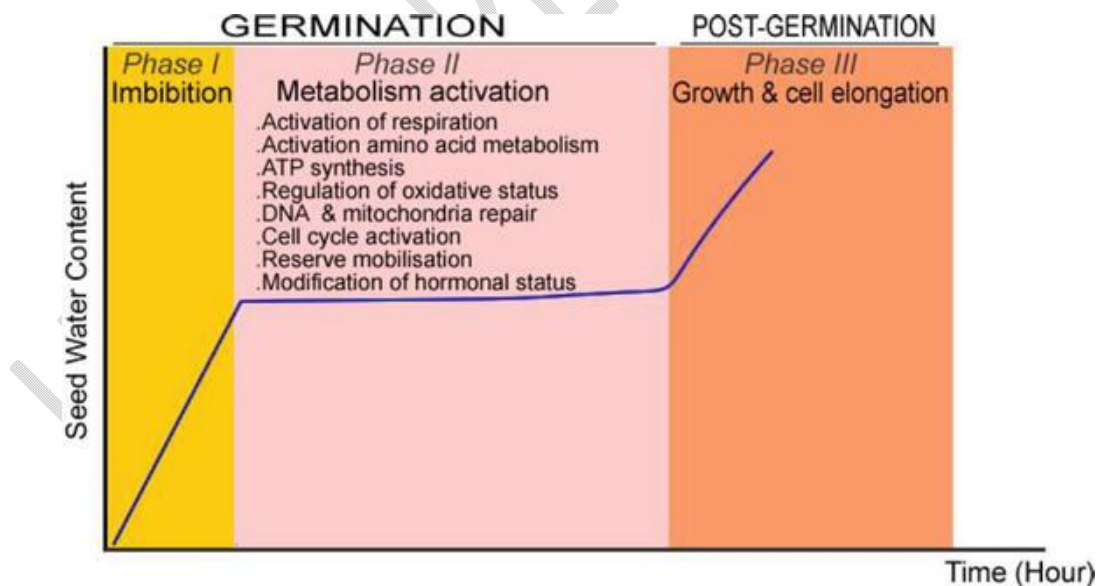 GERMINATION
POST-GERMINATION
Phase I
Imbibition
Phase II
Metabolism activation
.Activation of respiration
.Activation amino acid metabolism
.ATP synthesis
.Regulation of oxidative status
.DNA & mitochondria repair
.Cell cycle activation
.Reserve mobilisation
.Modification of hormonal status
Phase III
Growth & cell elongation
Seed Water Content
Time (Hour)